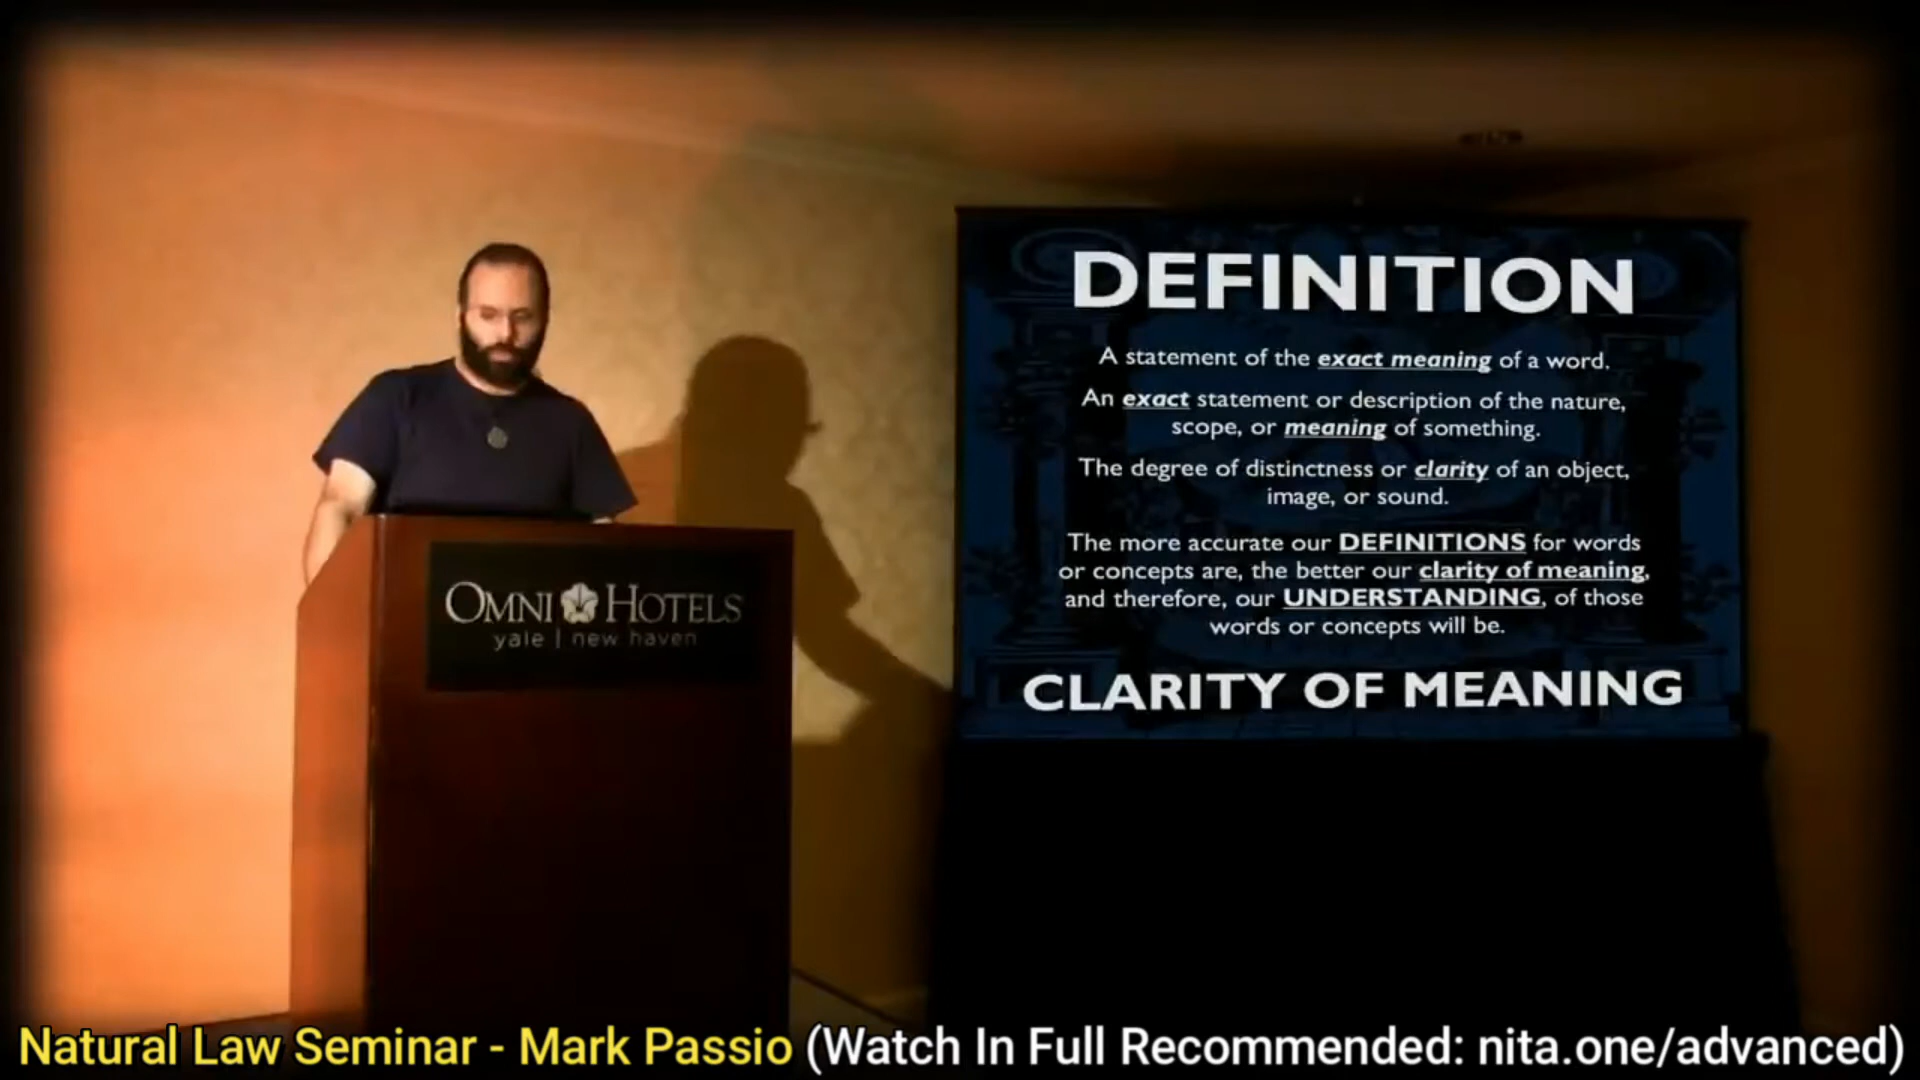 DEFINITION
A statement of the exact meaning of a word.
An exact statement or description of the nature,
scope, or meaning of something.
The degree of distinctness or clarity of an object,
image, or sound.
The more accurate our DEFINITIONS for words
or concepts are, the better our clarity of meaning,
and therefore, our UNDERSTANDING, of those
words or concepts will be.
CLARITY OF MEANING
OMNI HOTELS
yale | new haven
Natural Law Seminar - Mark Passio (Watch In Full Recommended: nita.one/advanced)